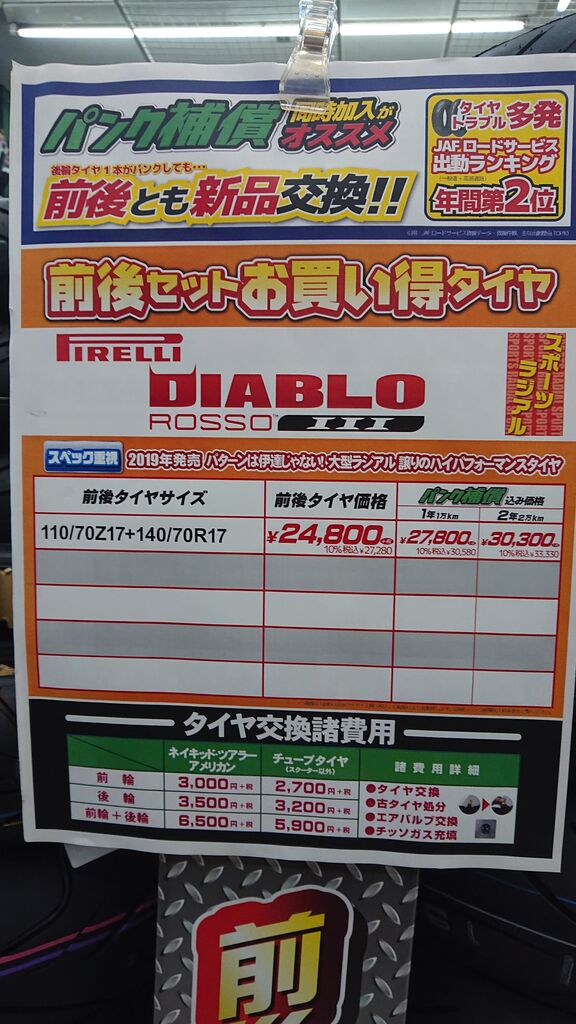 パンク補償 同時加入がオススメ
後輪タイヤ1本がパンクしても…
前後とも新品交換!!
タイヤトラブル多発
JAFロードサービス
出動ランキング
(一般道+高速道路)
年間第2位
前後セットお買い得タイヤ
PIRELLI
DIABLO
ROSSO™ III
スポーツラジアル
スペック重視 2019年発売 パターンは伊達じゃない!大型ラジアル譲りのハイパフォーマンスタイヤ
前後タイヤサイズ 前後タイヤ価格 パンク補償込み価格
1年1万km 2年2万km
110/70Z17+140/70R17 ¥24,800 ¥27,800 ¥30,300
10%税込¥27,280 10%税込¥30,580 10%税込¥33,330
タイヤ交換諸費用
ネイキッド・ツアラー アメリカン チューブタイヤ (スクーター以外) 諸費用詳細
前輪 3,000円+税 2,700円+税 ●タイヤ交換
後輪 3,500円+税 3,200円+税 ●古タイヤ処分
前輪+後輪 6,500円+税 5,900円+税 ●エアバルブ交換
●チッソガス充填
前